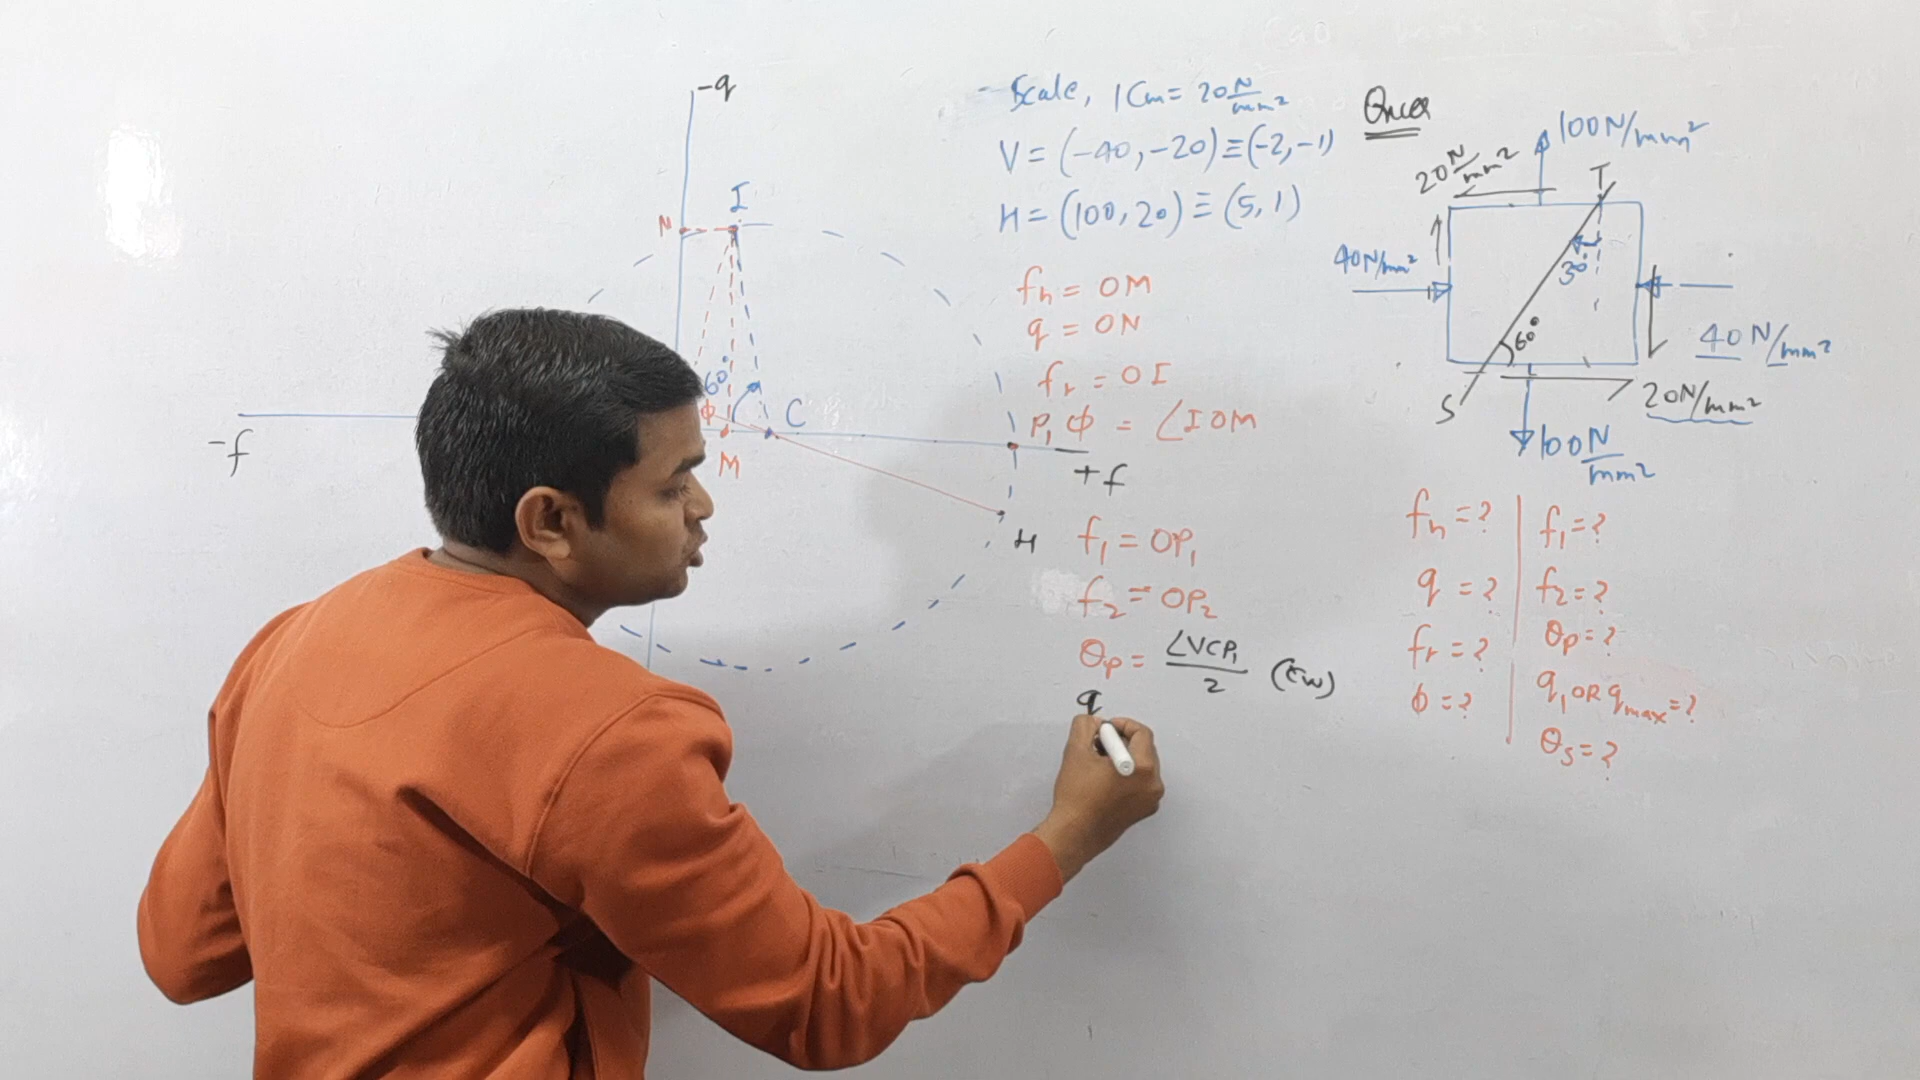 -q
I
N
60°
φ
C
M
-f
+f
P₁
H
Scale, 1 Cm = 20 N/mm²
V = (-40, -20) ≡ (-2, -1)
H = (100, 20) ≡ (5, 1)
fn = OM
q = ON
fr = OI
φ = ∠IOM
f₁ = OP₁
f₂ = OP₂
θp = ∠VCP₁/2 (cw)
q
Ques
100 N/mm²
20 N/mm²
T
40 N/mm²
30°
60°
40 N/mm²
S
20 N/mm²
100 N/mm²
fn = ?
q = ?
fr = ?
φ = ?
f₁ = ?
f₂ = ?
θp = ?
q₁ OR qmax = ?
θs = ?